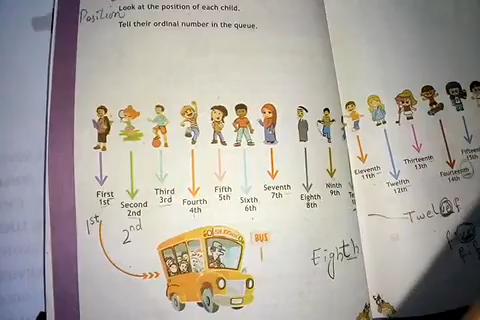 Position
Look at the position of each child.
Tell their ordinal number in the queue.
First
1st
Second
2nd
Third
3rd
Fourth
4th
Fifth
5th
Sixth
6th
Seventh
7th
Eighth
8th
Ninth
9th
Eleventh
11th
Twelfth
12th
Thirteenth
13th
Fourteenth
14th
Fifteenth
15th
1st
2nd
BUS
Eighth